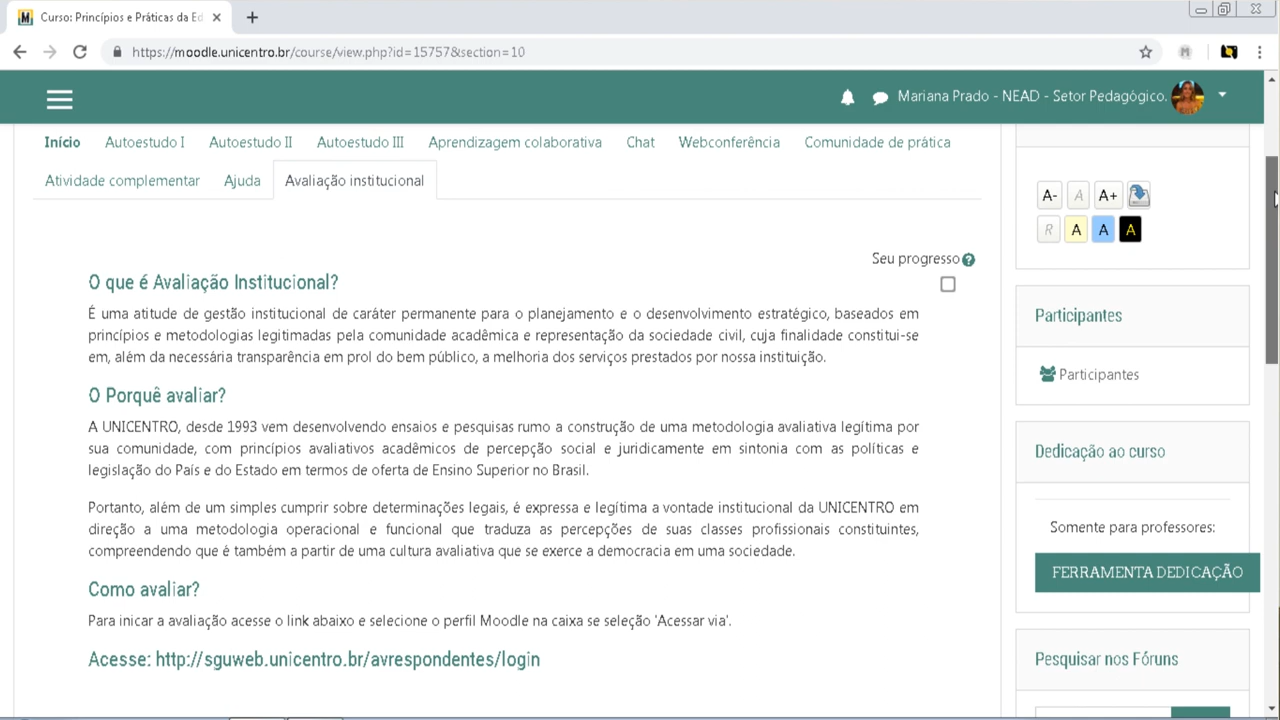 Curso: Princípios e Práticas da Ed
https://moodle.unicentro.br/course/view.php?id=15757&section=10
Mariana Prado - NEAD - Setor Pedagógico.
Início Autoestudo I Autoestudo II Autoestudo III Aprendizagem colaborativa Chat Webconferência Comunidade de prática
Atividade complementar Ajuda Avaliação institucional
Seu progresso
O que é Avaliação Institucional?
É uma atitude de gestão institucional de caráter permanente para o planejamento e o desenvolvimento estratégico, baseados em
princípios e metodologias legitimadas pela comunidade acadêmica e representação da sociedade civil, cuja finalidade constitui-se
em, além da necessária transparência em prol do bem público, a melhoria dos serviços prestados por nossa instituição.
O Porquê avaliar?
A UNICENTRO, desde 1993 vem desenvolvendo ensaios e pesquisas rumo a construção de uma metodologia avaliativa legítima por
sua comunidade, com princípios avaliativos acadêmicos de percepção social e juridicamente em sintonia com as políticas e
legislação do País e do Estado em termos de oferta de Ensino Superior no Brasil.
Portanto, além de um simples cumprir sobre determinações legais, é expressa e legítima a vontade institucional da UNICENTRO em
direção a uma metodologia operacional e funcional que traduza as percepções de suas classes profissionais constituintes,
compreendendo que é também a partir de uma cultura avaliativa que se exerce a democracia em uma sociedade.
Como avaliar?
Para inicar a avaliação acesse o link abaixo e selecione o perfil Moodle na caixa se seleção 'Acessar via'.
Acesse: http://sguweb.unicentro.br/avrespondentes/login
A- A A+
R A A A
Participantes
Participantes
Dedicação ao curso
Somente para professores:
FERRAMENTA DEDICAÇÃO
Pesquisar nos Fóruns